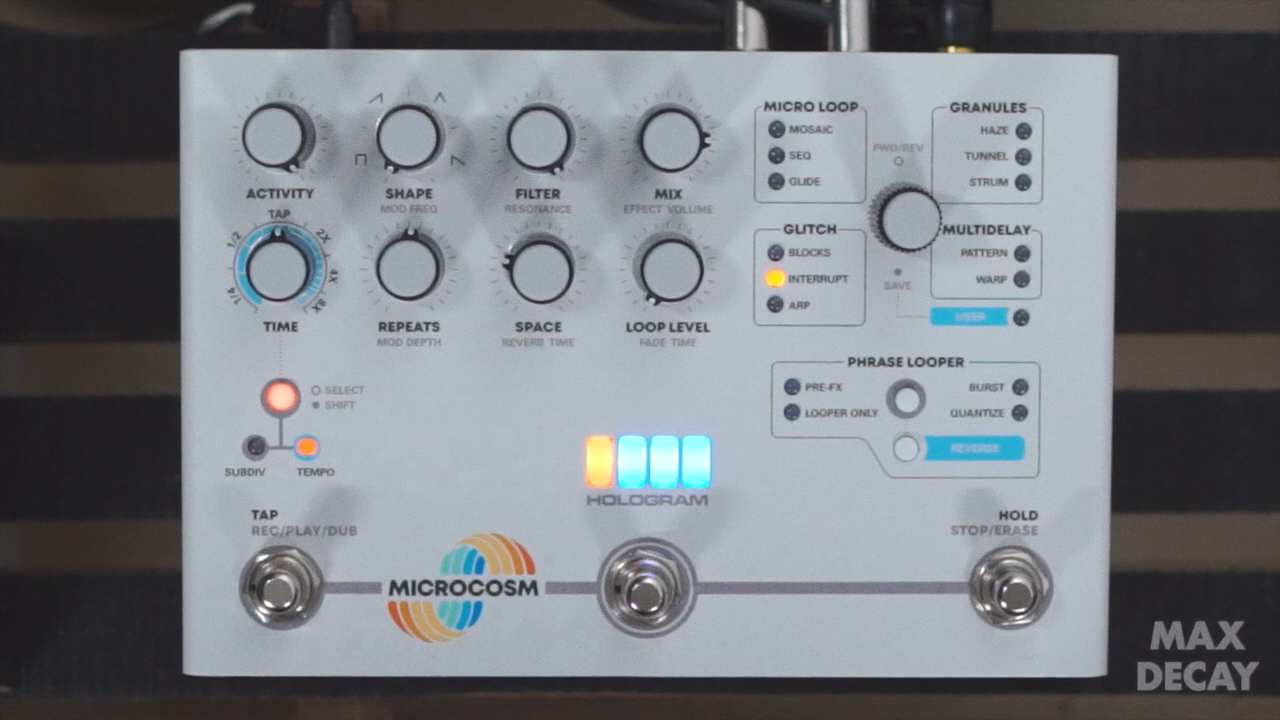 ACTIVITY
SHAPE
MOD FREQ
FILTER
RESONANCE
MIX
EFFECT VOLUME
TAP
1/2
2X
1/4
4X
8X
TIME
REPEATS
MOD DEPTH
SPACE
REVERB TIME
LOOP LEVEL
FADE TIME
MICRO LOOP
MOSAIC
SEQ
GLIDE
FWD/REV
GRANULES
HAZE
TUNNEL
STRUM
GLITCH
BLOCKS
INTERRUPT
ARP
SAVE
MULTIDELAY
PATTERN
WARP
USER
SELECT
SHIFT
SUBDIV
TEMPO
PHRASE LOOPER
PRE-FX
LOOPER ONLY
BURST
QUANTIZE
REVERSE
HOLOGRAM
TAP
REC/PLAY/DUB
HOLD
STOP/ERASE
MICROCOSM
MAX
DECAY